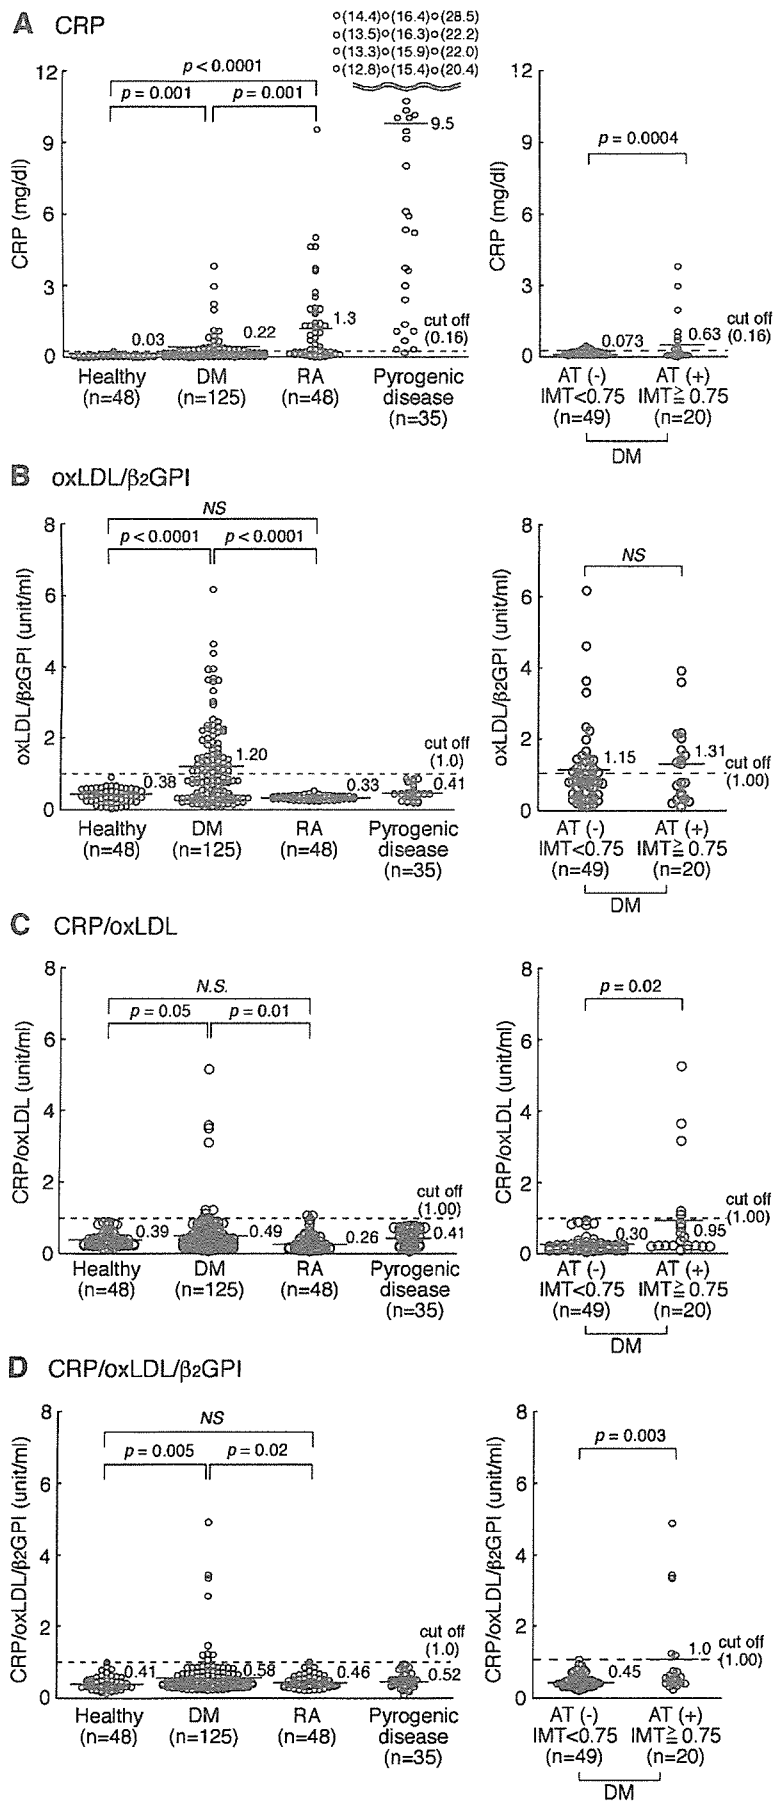 A CRP
(14.4) (16.4) (28.5)
(13.5) (16.3) (22.2)
(13.3) (15.9) (22.0)
(12.8) (15.4) (20.4)
p < 0.0001
p = 0.001 p = 0.001
CRP (mg/dl)
12
9
6
3
0
0.03
0.22
1.3
9.5
cut off
(0.16)
Healthy DM RA Pyrogenic
(n=48) (n=125) (n=48) disease
(n=35)
p = 0.0004
CRP (mg/dl)
12
9
6
3
0
0.073
0.63
cut off
(0.16)
AT (-) AT (+)
IMT<0.75 IMT≧0.75
(n=49) (n=20)
DM
B oxLDL/β2GPI
NS
p < 0.0001 p < 0.0001
oxLDL/β2GPI (unit/ml)
8
6
4
2
0
0.38
1.20
0.33
0.41
cut off
(1.0)
Healthy DM RA Pyrogenic
(n=48) (n=125) (n=48) disease
(n=35)
NS
oxLDL/β2GPI (unit/ml)
8
6
4
2
0
1.15
1.31
cut off
(1.00)
AT (-) AT (+)
IMT<0.75 IMT≧0.75
(n=49) (n=20)
DM
C CRP/oxLDL
N.S.
p = 0.05 p = 0.01
CRP/oxLDL (unit/ml)
8
6
4
2
0
0.39
0.49
0.26
0.41
cut off
(1.00)
Healthy DM RA Pyrogenic
(n=48) (n=125) (n=48) disease
(n=35)
p = 0.02
CRP/oxLDL (unit/ml)
8
6
4
2
0
0.30
0.95
cut off
(1.00)
AT (-) AT (+)
IMT<0.75 IMT≧0.75
(n=49) (n=20)
DM
D CRP/oxLDL/β2GPI
NS
p = 0.005 p = 0.02
CRP/oxLDL/β2GPI (unit/ml)
8
6
4
2
0
0.41
0.58
0.46
0.52
cut off
(1.0)
Healthy DM RA Pyrogenic
(n=48) (n=125) (n=48) disease
(n=35)
p = 0.003
CRP/oxLDL/β2GPI (unit/ml)
8
6
4
2
0
0.45
1.0
cut off
(1.00)
AT (-) AT (+)
IMT<0.75 IMT≧0.75
(n=49) (n=20)
DM